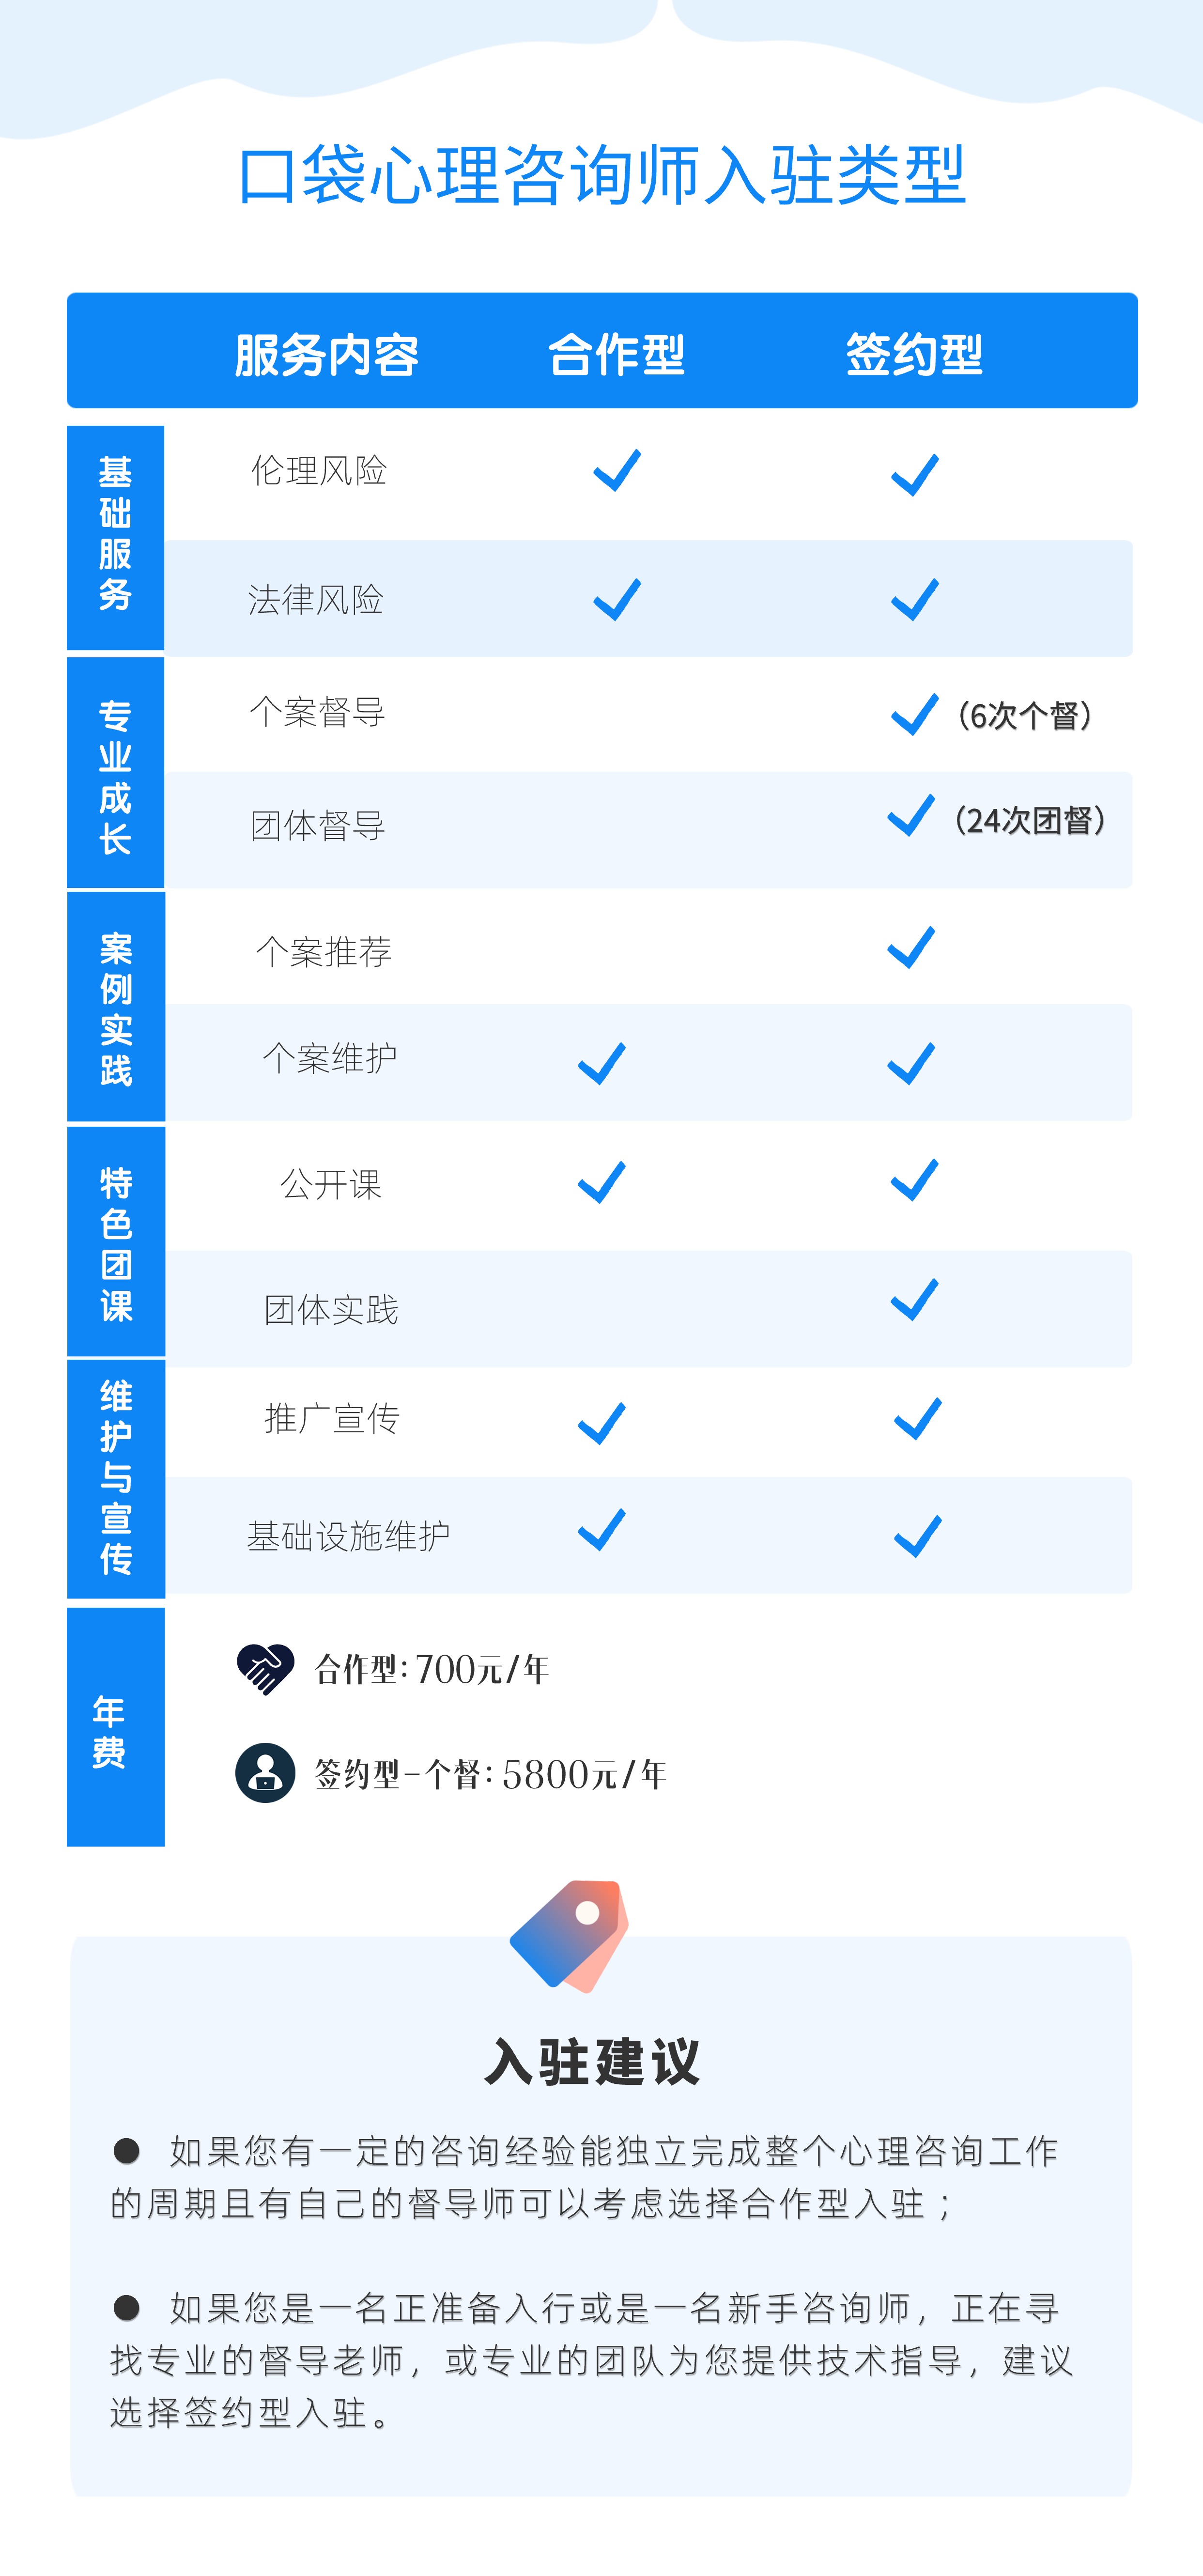 口袋心理咨询师入驻类型
服务内容 合作型 签约型
基础服务
伦理风险
法律风险
专业成长
个案督导 （6次个督）
团体督导 （24次团督）
案例实践
个案推荐
个案维护
特色团课
公开课
团体实践
维护与宣传
推广宣传
基础设施维护
年费
合作型：700元/年
签约型-个督：5800元/年
入驻建议
● 如果您有一定的咨询经验能独立完成整个心理咨询工作
的周期且有自己的督导师可以考虑选择合作型入驻；
● 如果您是一名正准备入行或是一名新手咨询师，正在寻
找专业的督导老师，或专业的团队为您提供技术指导，建议
选择签约型入驻。